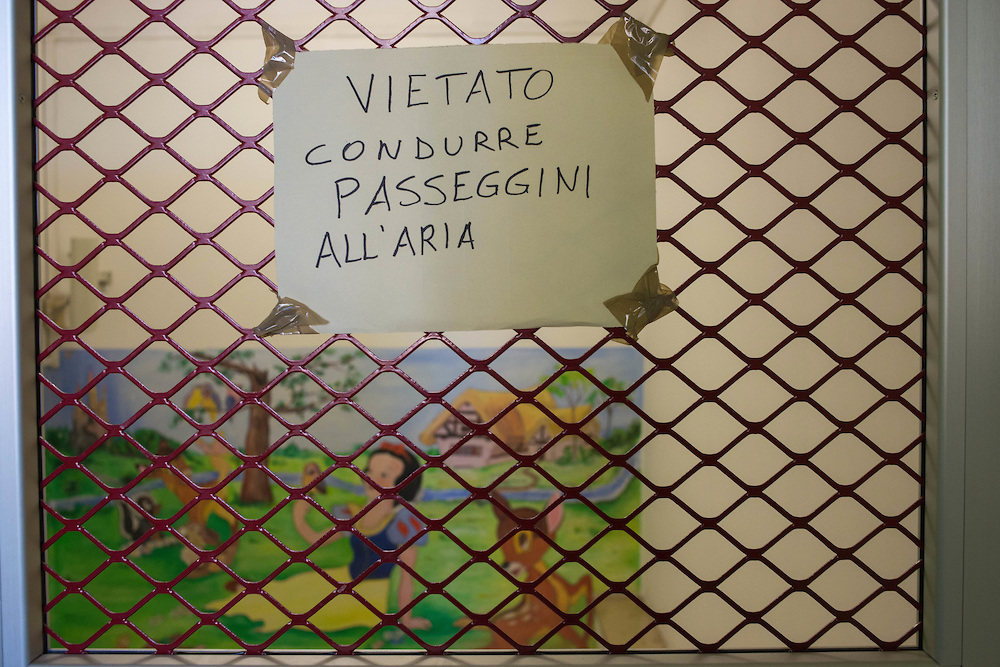 VIETATO
CONDURRE
PASSEGGINI
ALL'ARIA